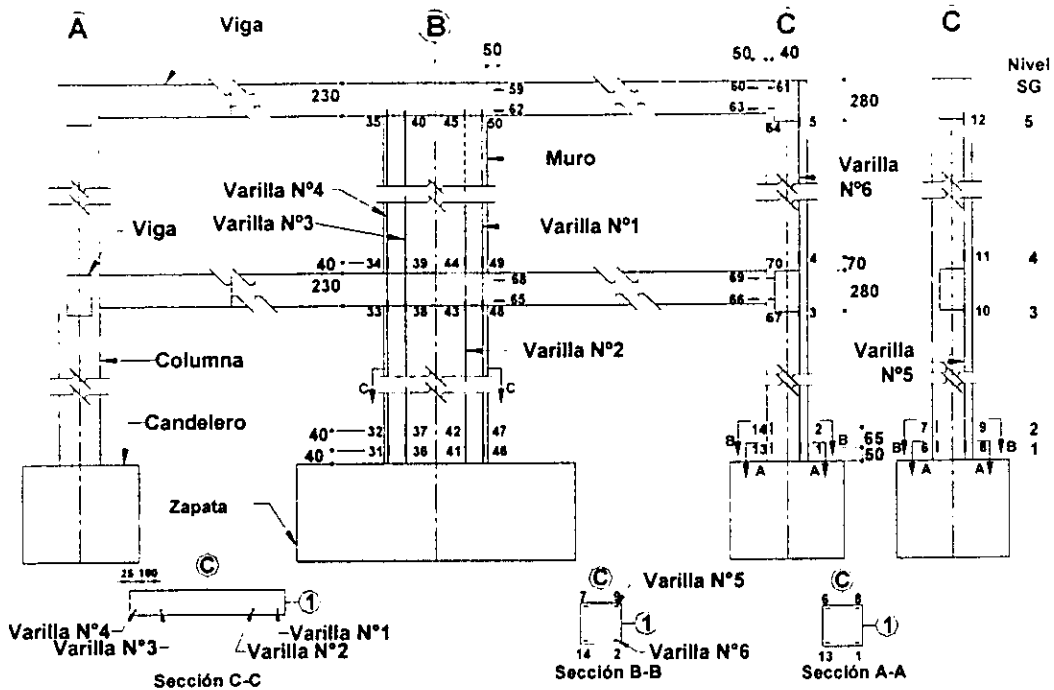 A Viga B C C
50 50 40
Nivel SG
230 59 60 61 280
62 63
35 40 45 50 64 5 12 5
Muro
Varilla Nº6
Varilla Nº4
Varilla Nº3 Varilla Nº1
Viga
40 34 39 44 49 70 4 70 11 4
230 68 69 280
65 66
33 38 43 48 67 3 10 3
Columna Varilla Nº2 Varilla Nº5
C C
Candelero
40 32 37 42 47 14 2 65 7 9 2
B B B B
40 31 36 41 46 13 1 50 6 8 1
A A A A
Zapata
25 190 C C Varilla Nº5 C
7 9 6 8
1 1 1
Varilla Nº4 Varilla Nº1
Varilla Nº3 Varilla Nº2 14 2 Varilla Nº6 13 1
Sección C-C Sección B-B Sección A-A